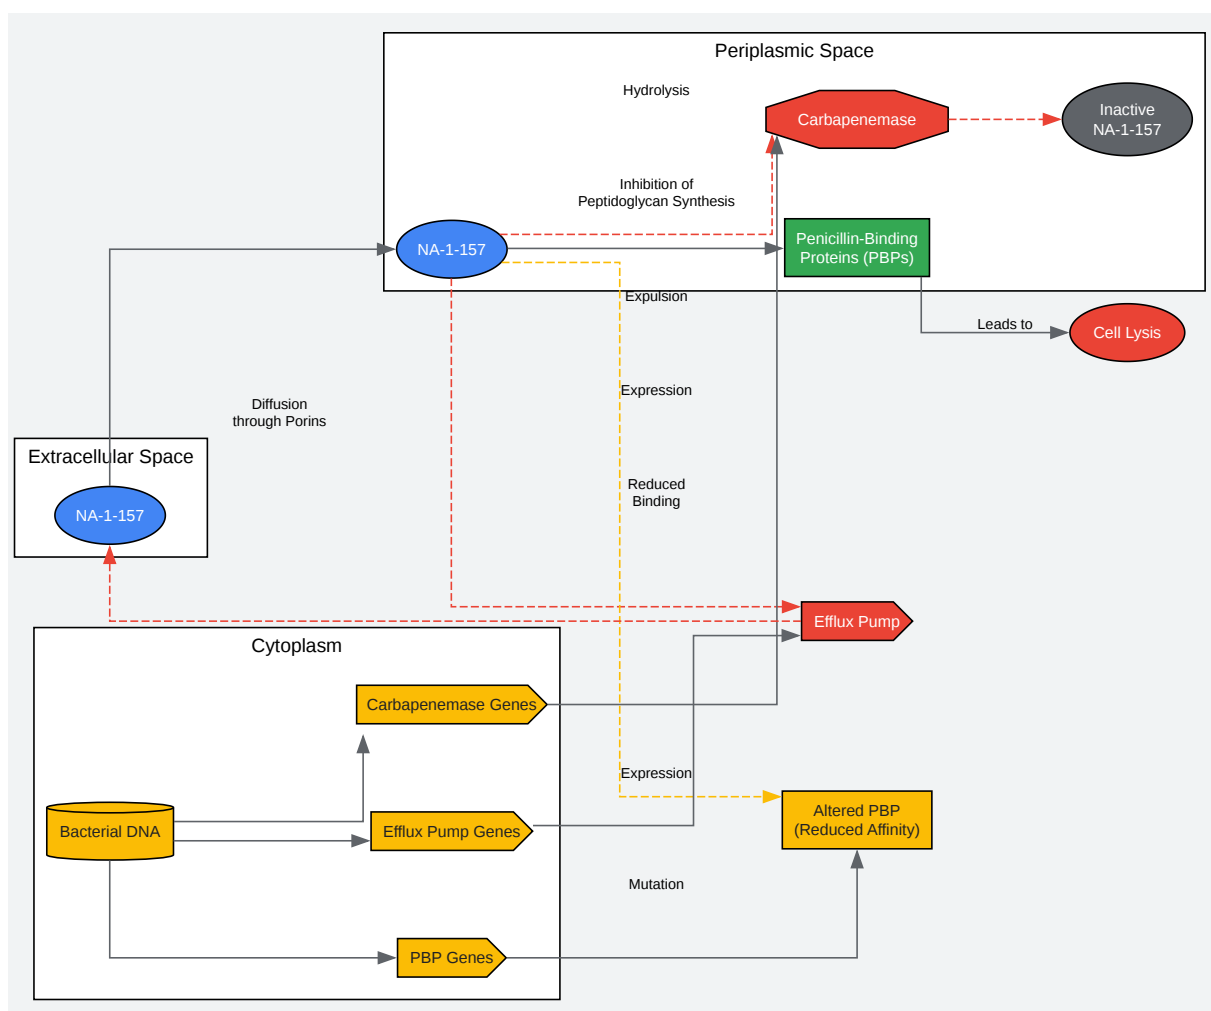 Periplasmic Space
Hydrolysis
Carbapenemase
Inactive
NA-1-157
Inhibition of
Peptidoglycan Synthesis
NA-1-157
Penicillin-Binding
Proteins (PBPs)
Expulsion
Leads to
Cell Lysis
Expression
Diffusion
through Porins
Extracellular Space
Reduced
Binding
NA-1-157
Efflux Pump
Cytoplasm
Carbapenemase Genes
Expression
Bacterial DNA
Efflux Pump Genes
Altered PBP
(Reduced Affinity)
Mutation
PBP Genes